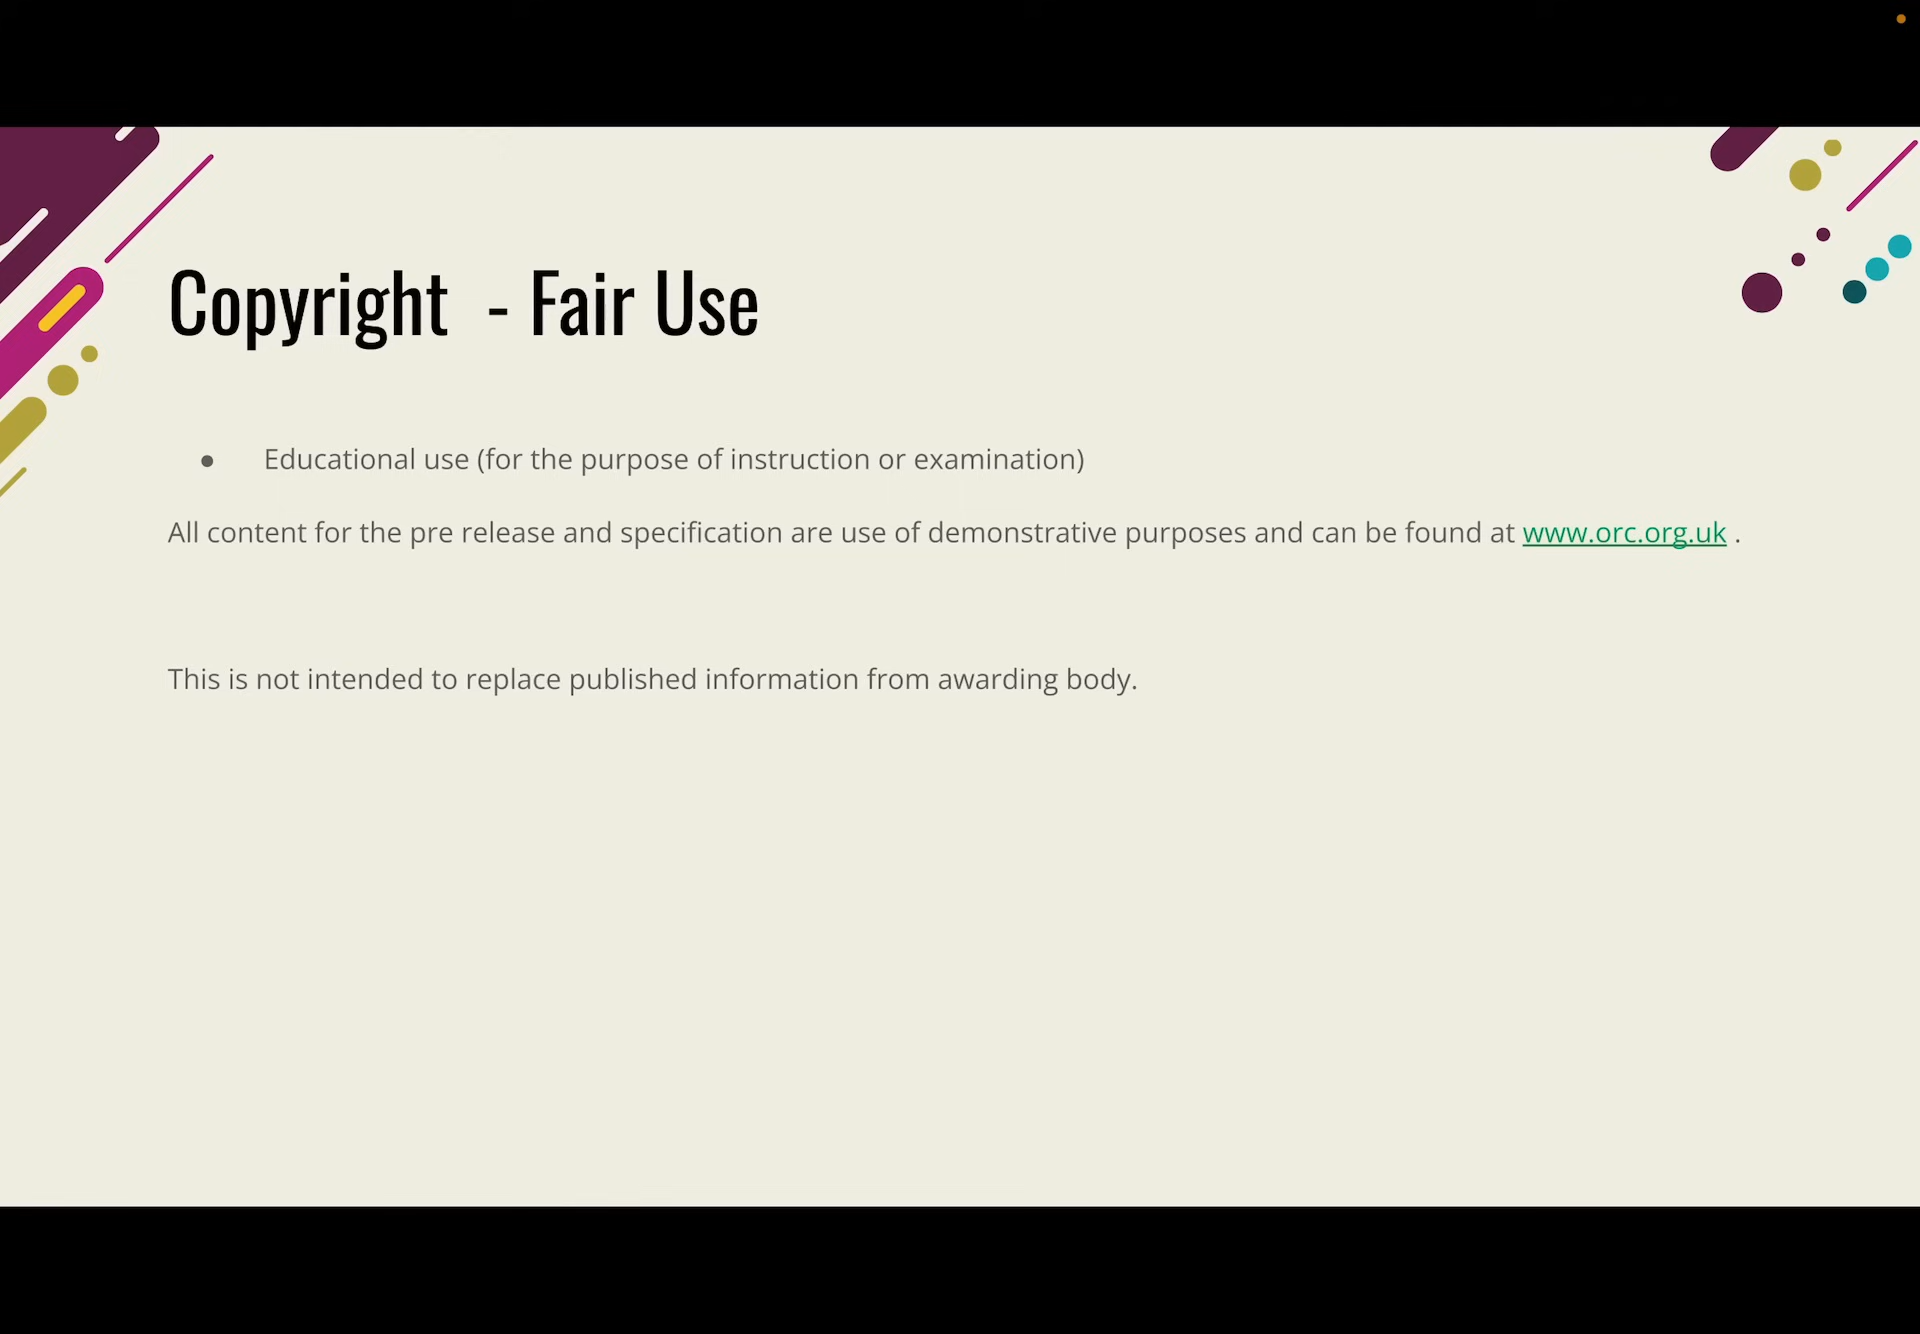 Copyright  - Fair Use
● Educational use (for the purpose of instruction or examination)
All content for the pre release and specification are use of demonstrative purposes and can be found at www.orc.org.uk .
This is not intended to replace published information from awarding body.